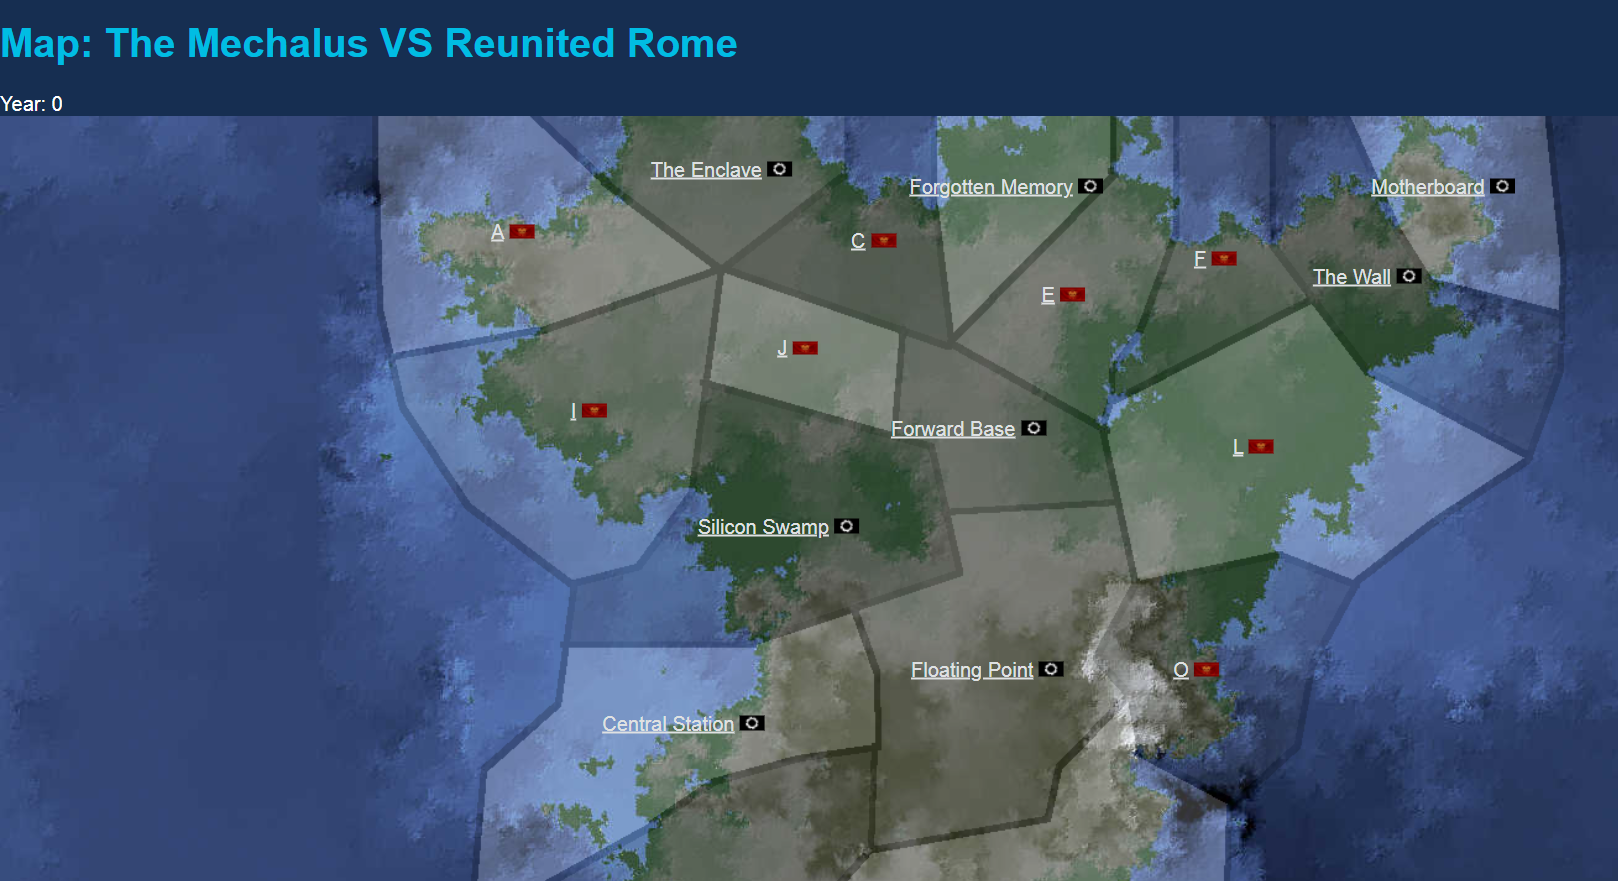 Map: The Mechalus VS Reunited Rome
Year: 0
The Enclave
Forgotten Memory
Motherboard
A
C
F
The Wall
E
J
I
Forward Base
L
Silicon Swamp
Floating Point
O
Central Station